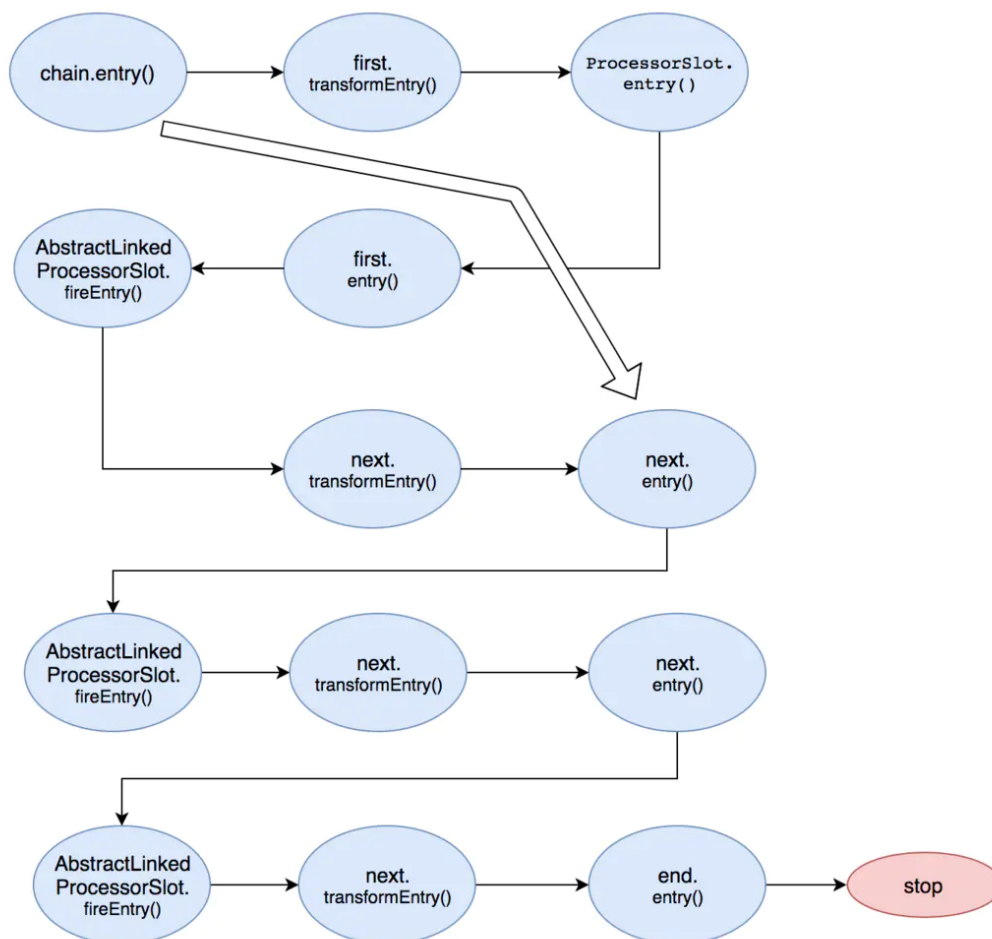 chain.entry()
first.
transformEntry()
ProcessorSlot.
entry()
AbstractLinked
ProcessorSlot.
fireEntry()
first.
entry()
next.
transformEntry()
next.
entry()
AbstractLinked
ProcessorSlot.
fireEntry()
next.
transformEntry()
next.
entry()
AbstractLinked
ProcessorSlot.
fireEntry()
next.
transformEntry()
end.
entry()
stop